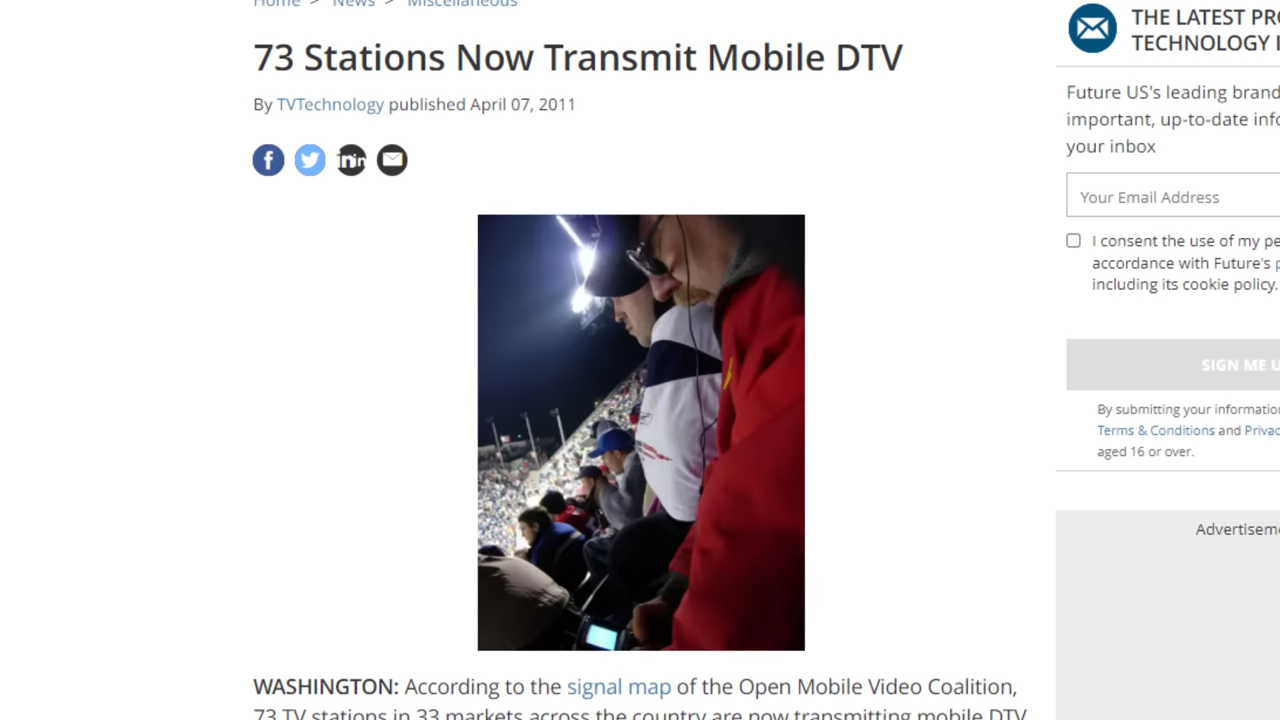 Home > News > Miscellaneous
73 Stations Now Transmit Mobile DTV
By TVTechnology published April 07, 2011
WASHINGTON: According to the signal map of the Open Mobile Video Coalition,
73 TV stations in 33 markets across the country are now transmitting mobile DTV
THE LATEST PRO
TECHNOLOGY I
Future US's leading brand
important, up-to-date info
your inbox
Your Email Address
I consent the use of my pe
accordance with Future's p
including its cookie policy.
SIGN ME U
By submitting your information
Terms & Conditions and Privac
aged 16 or over.
Advertisem